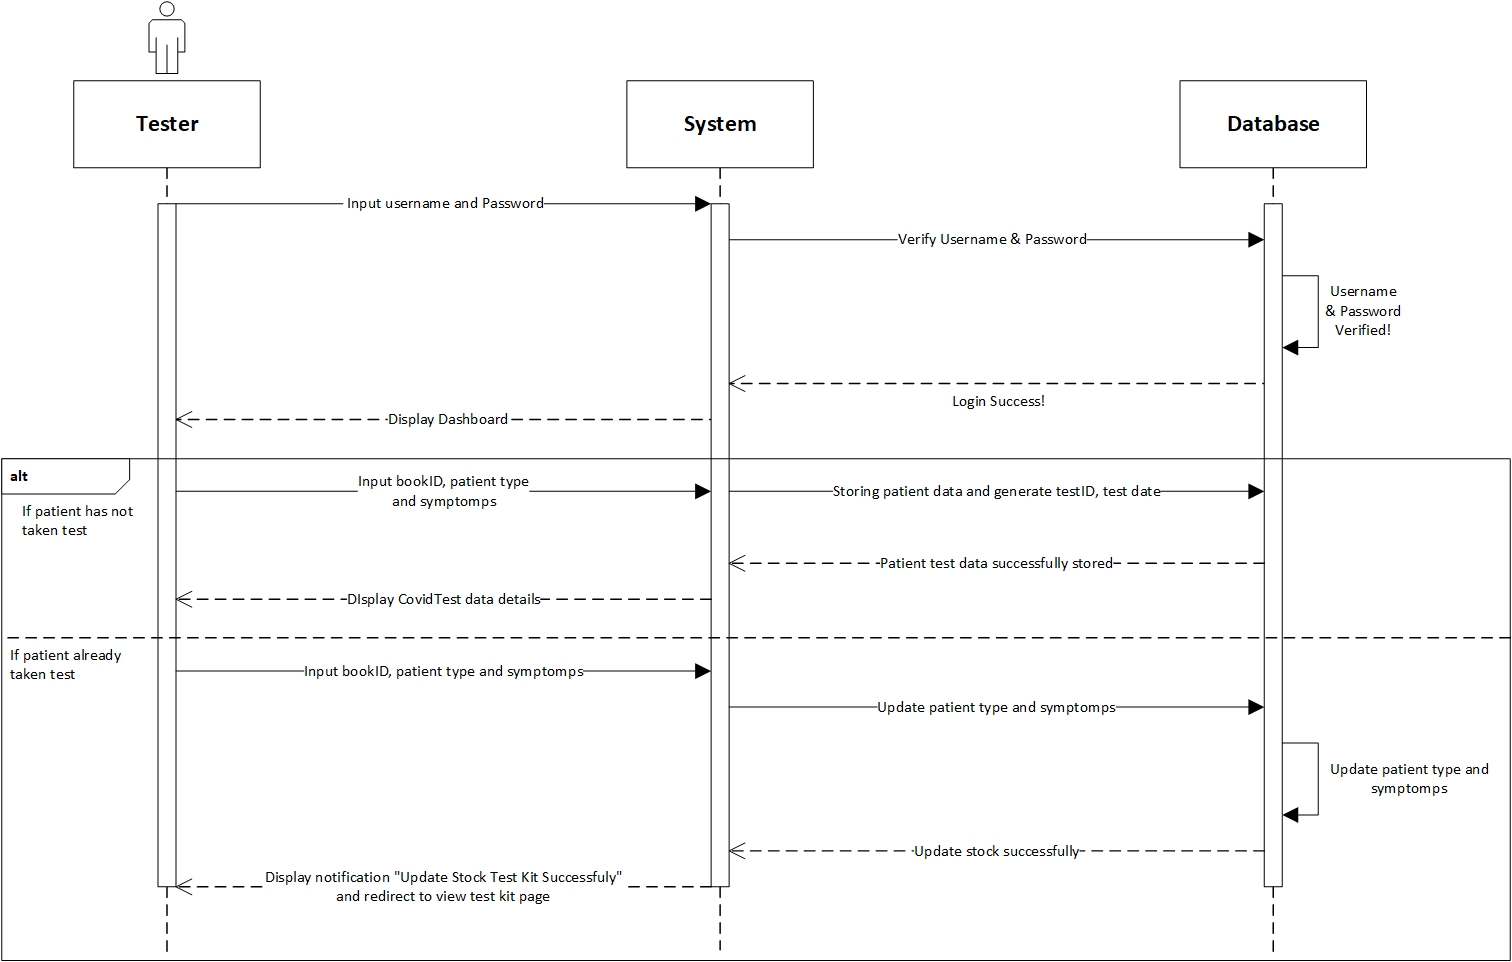 Tester
System
Database
Input username and Password
Verify Username & Password
Username
& Password
Verified!
Login Success!
Display Dashboard
alt
If patient has not
taken test
Input bookID, patient type
and symptomps
Storing patient data and generate testID, test date
Patient test data successfully stored
DIsplay CovidTest data details
If patient already
taken test
Input bookID, patient type and symptomps
Update patient type and symptomps
Update patient type and
symptomps
Update stock successfully
Display notification "Update Stock Test Kit Successfuly"
and redirect to view test kit page